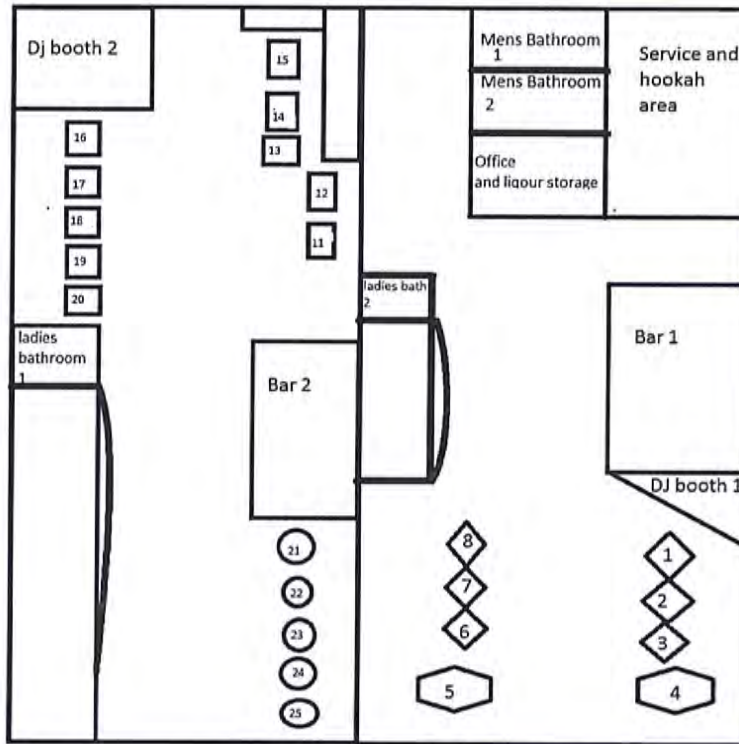 Dj booth 2
15
14
13
12
11
16
17
18
19
20
ladies
bathroom
1
Bar 2
21
22
23
24
25
Mens Bathroom
1
Mens Bathroom
2
Office
and liqour storage
Service and
hookah
area
ladies bath
2
Bar 1
DJ booth 1
8
7
6
5
1
2
3
4